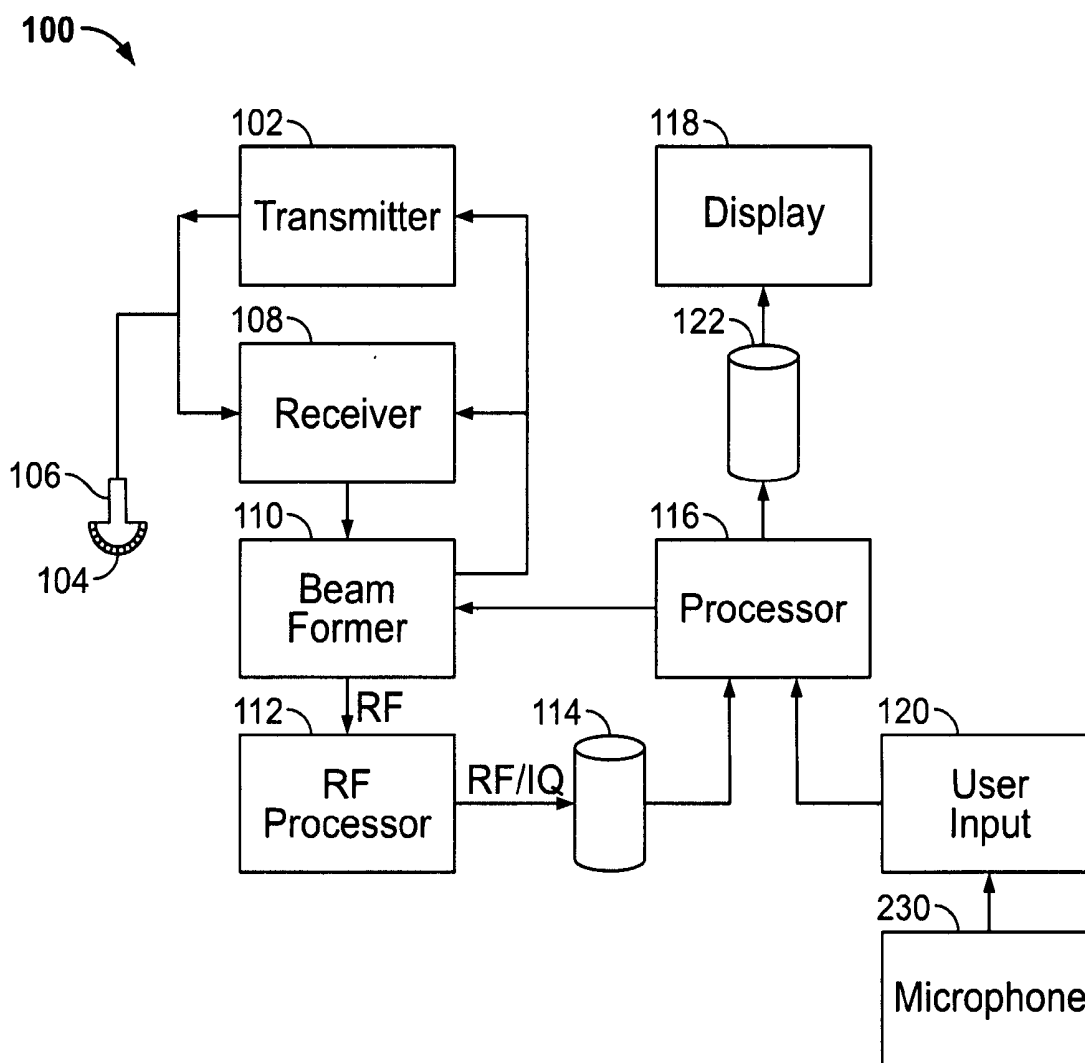 100
102
Transmitter
118
Display
108
Receiver
122
106
104
110
Beam
Former
116
Processor
RF
112
RF
Processor
RF/IQ
114
120
User
Input
230
Microphone